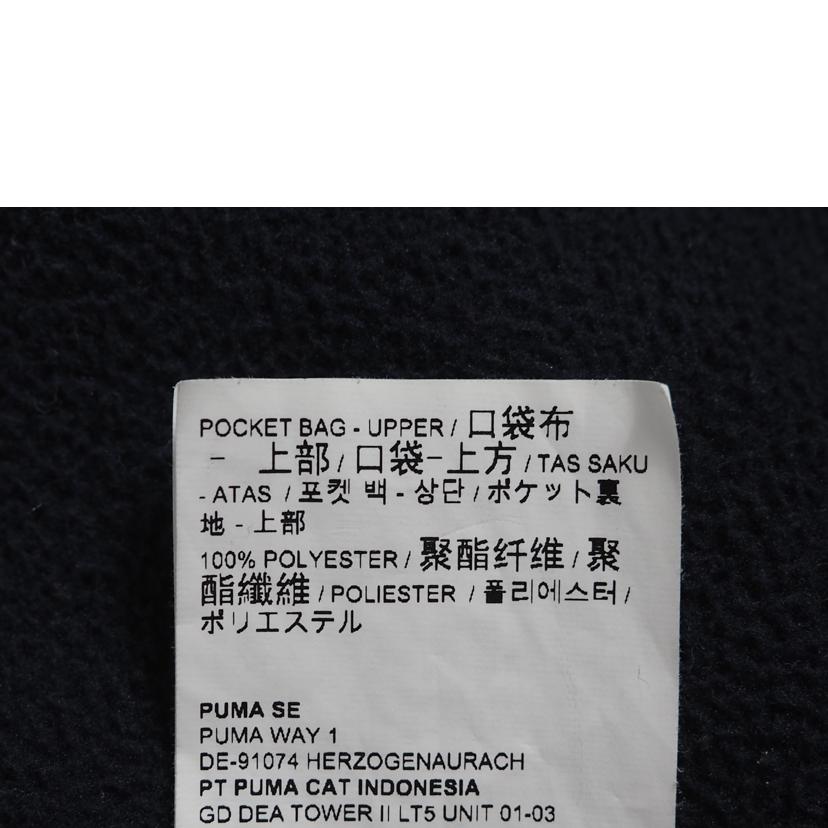 POCKET BAG - UPPER / 口袋布
- 上部 / 口袋-上方 / TAS SAKU
- ATAS / 포켓 백 - 상단 / ポケット裏
地 - 上部
100% POLYESTER / 聚酯纤维 / 聚
酯纖維 / POLIESTER / 폴리에스터 /
ポリエステル
PUMA SE
PUMA WAY 1
DE-91074 HERZOGENAURACH
PT PUMA CAT INDONESIA
GD DEA TOWER II LT5 UNIT 01-03